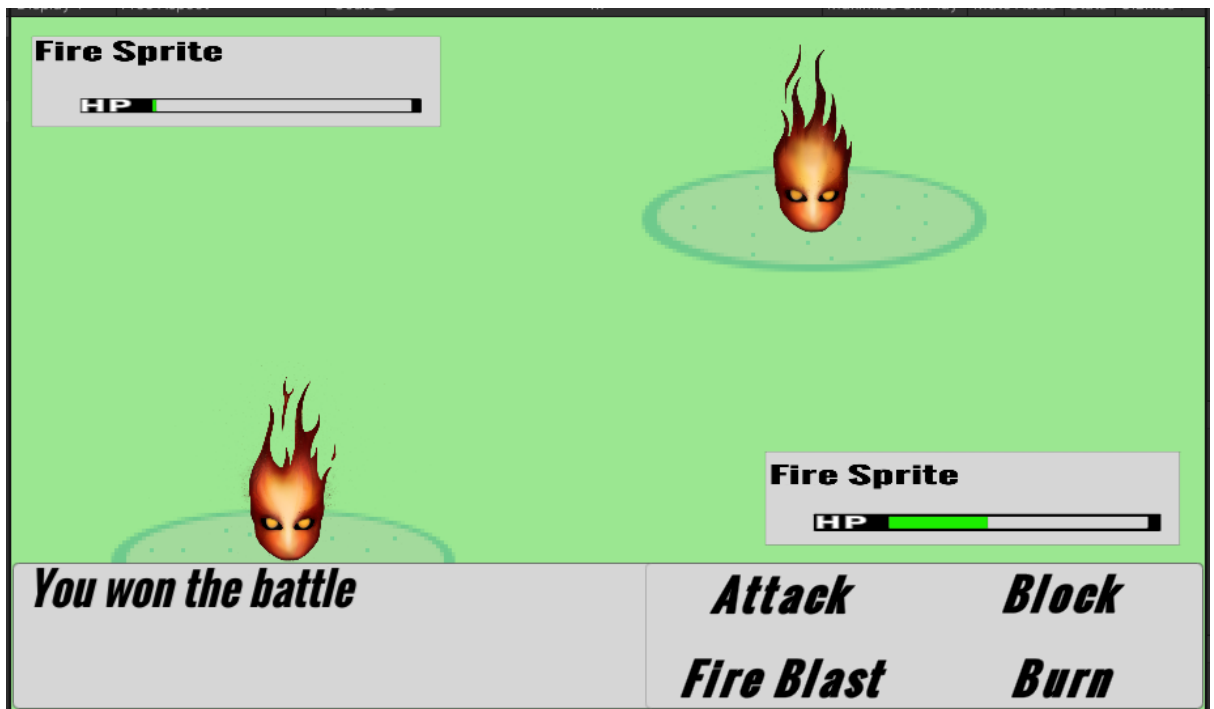 Fire Sprite
HP
Fire Sprite
HP
You won the battle
Attack Block
Fire Blast Burn